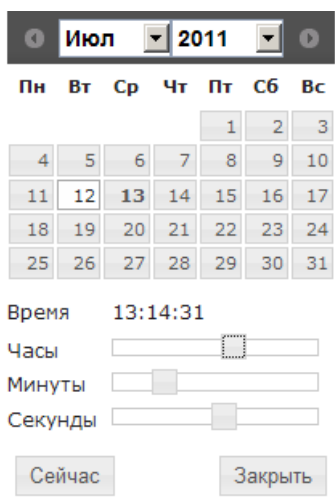 Июл 2011
Пн Вт Ср Чт Пт Сб Вс
1 2 3
4 5 6 7 8 9 10
11 12 13 14 15 16 17
18 19 20 21 22 23 24
25 26 27 28 29 30 31
Время 13:14:31
Часы
Минуты
Секунды
Сейчас Закрыть